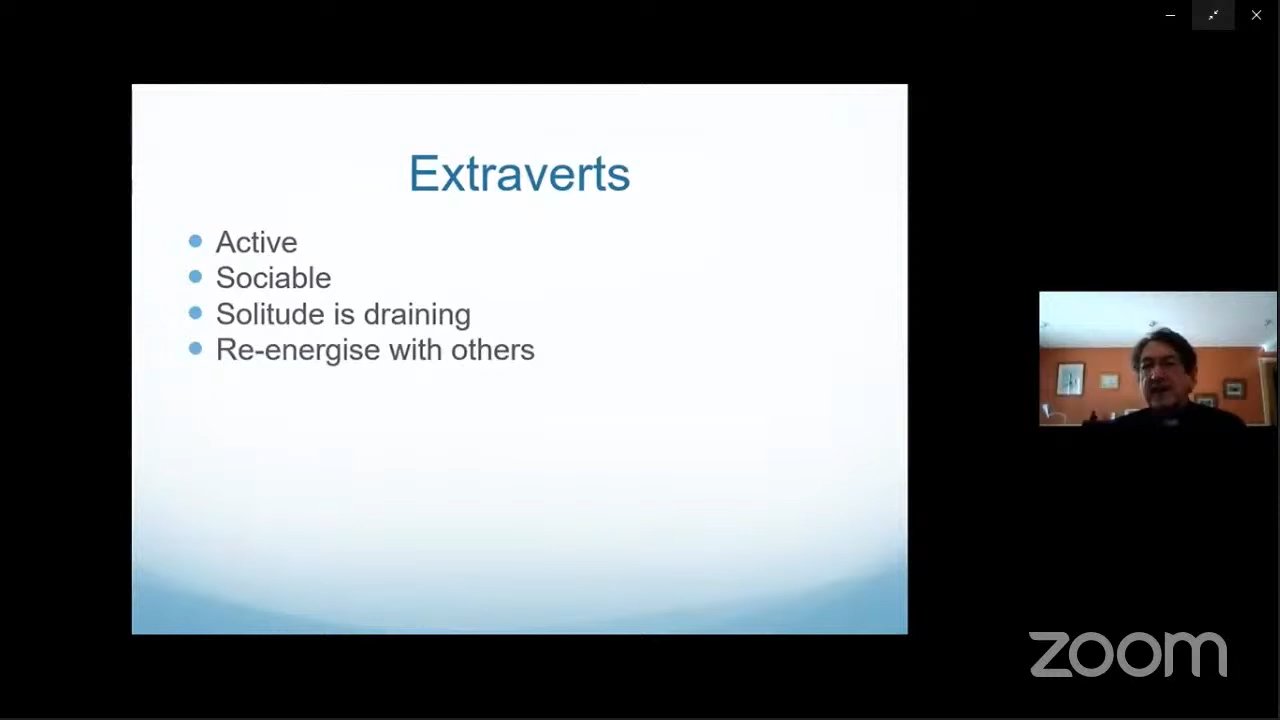 Extraverts
Active
Sociable
Solitude is draining
Re-energise with others
zoom